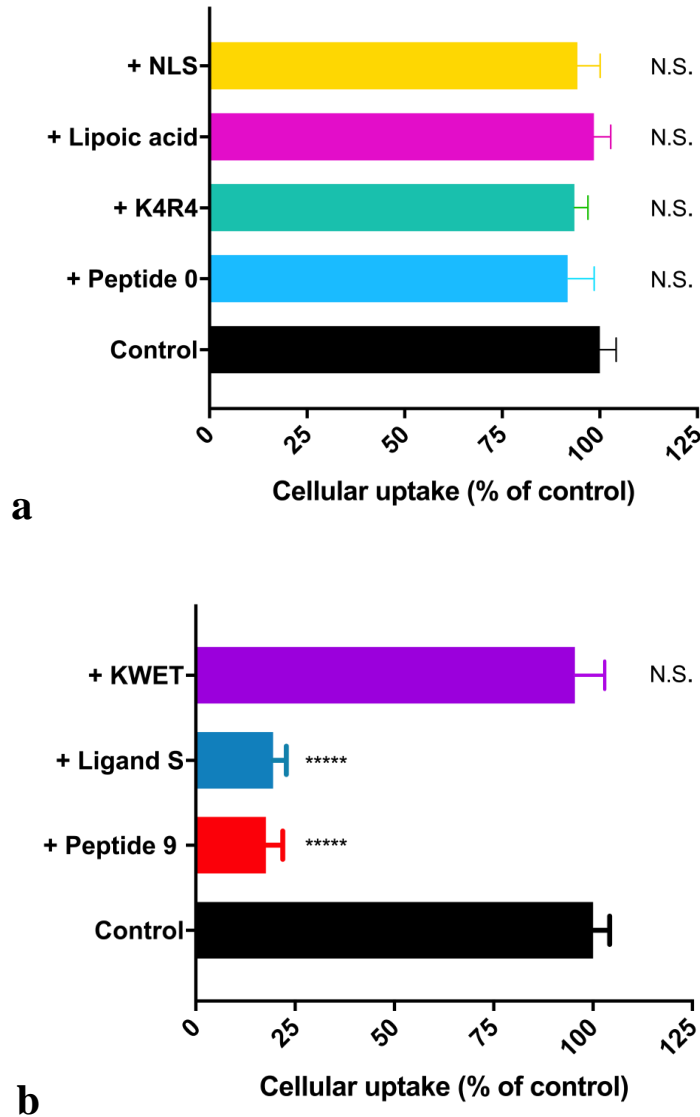 + NLS
N.S.
+ Lipoic acid
N.S.
+ K4R4
N.S.
+ Peptide 0
N.S.
Control
0 25 50 75 100 125
Cellular uptake (% of control)
a
+ KWET
N.S.
+ Ligand S
*****
+ Peptide 9
*****
Control
0 25 50 75 100 125
Cellular uptake (% of control)
b